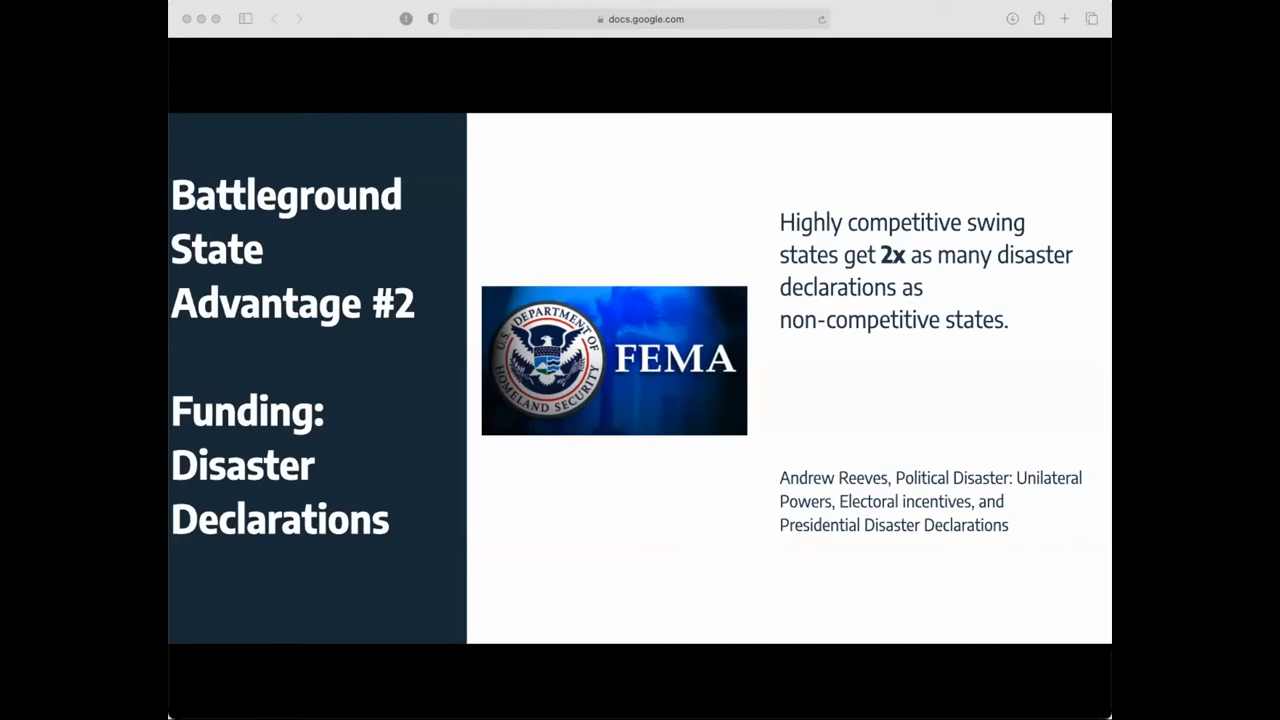 docs.google.com
Battleground
State
Advantage #2
Funding:
Disaster
Declarations
U.S. DEPARTMENT OF
HOMELAND SECURITY
FEMA
Highly competitive swing
states get 2x as many disaster
declarations as
non-competitive states.
Andrew Reeves, Political Disaster: Unilateral
Powers, Electoral incentives, and
Presidential Disaster Declarations